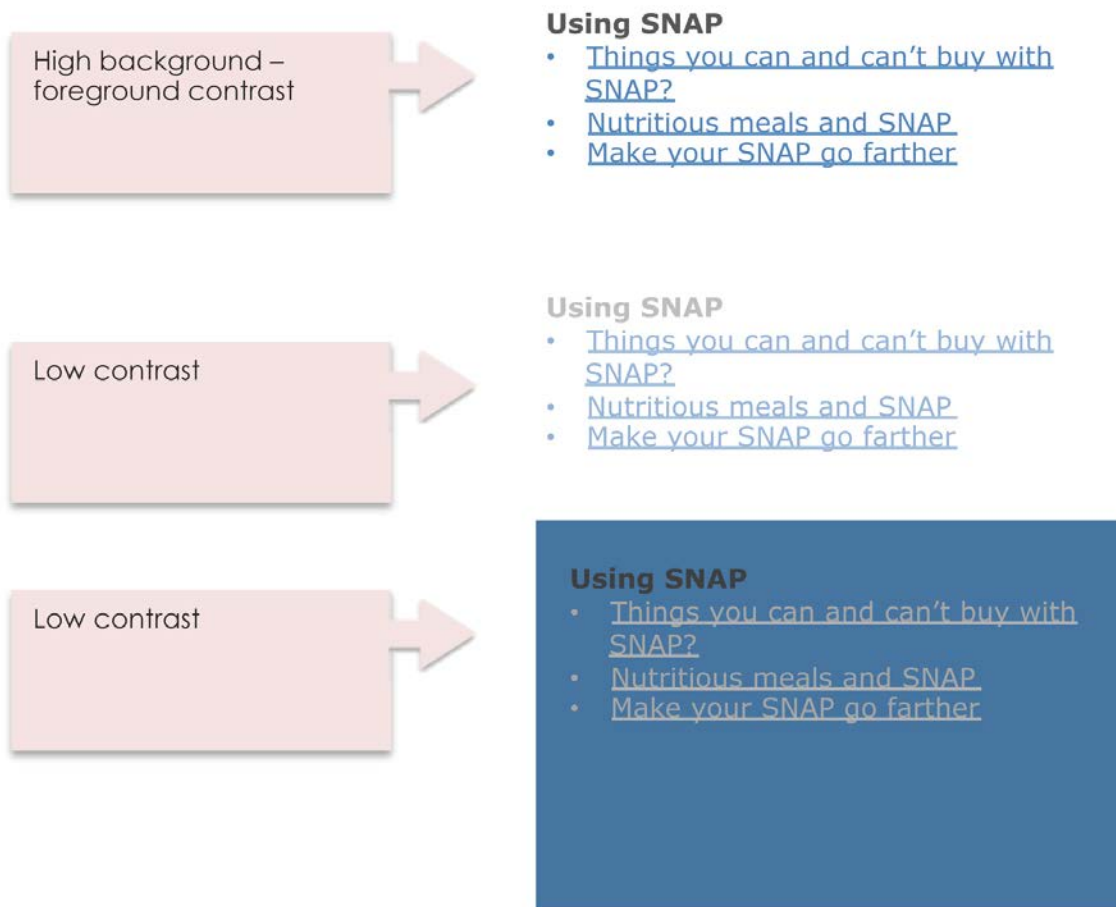 High background –
foreground contrast
Using SNAP
• Things you can and can’t buy with
SNAP?
• Nutritious meals and SNAP
• Make your SNAP go farther
Low contrast
Using SNAP
• Things you can and can’t buy with
SNAP?
• Nutritious meals and SNAP
• Make your SNAP go farther
Low contrast
Using SNAP
• Things you can and can’t buy with
SNAP?
• Nutritious meals and SNAP
• Make your SNAP go farther